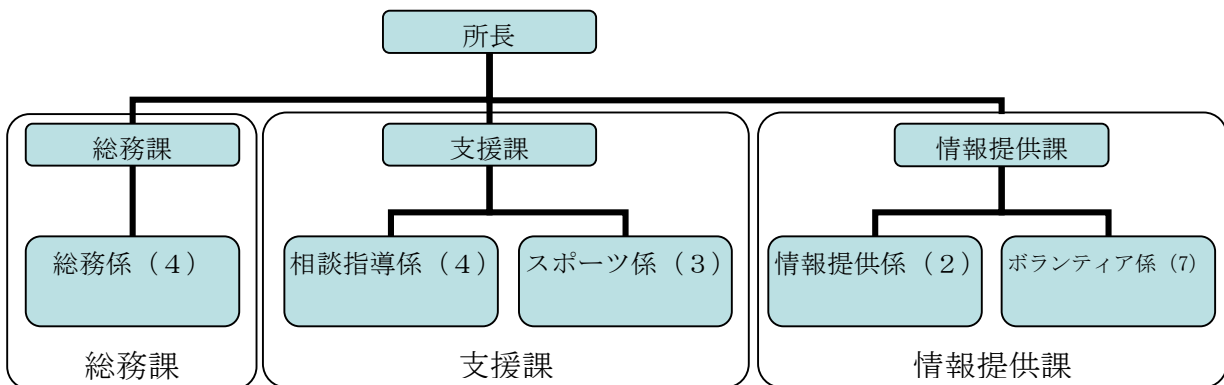 所長
総務課
支援課
情報提供課
総務係（４）
相談指導係（４）
スポーツ係（３）
情報提供係（２）
ボランティア係（7）
総務課
支援課
情報提供課